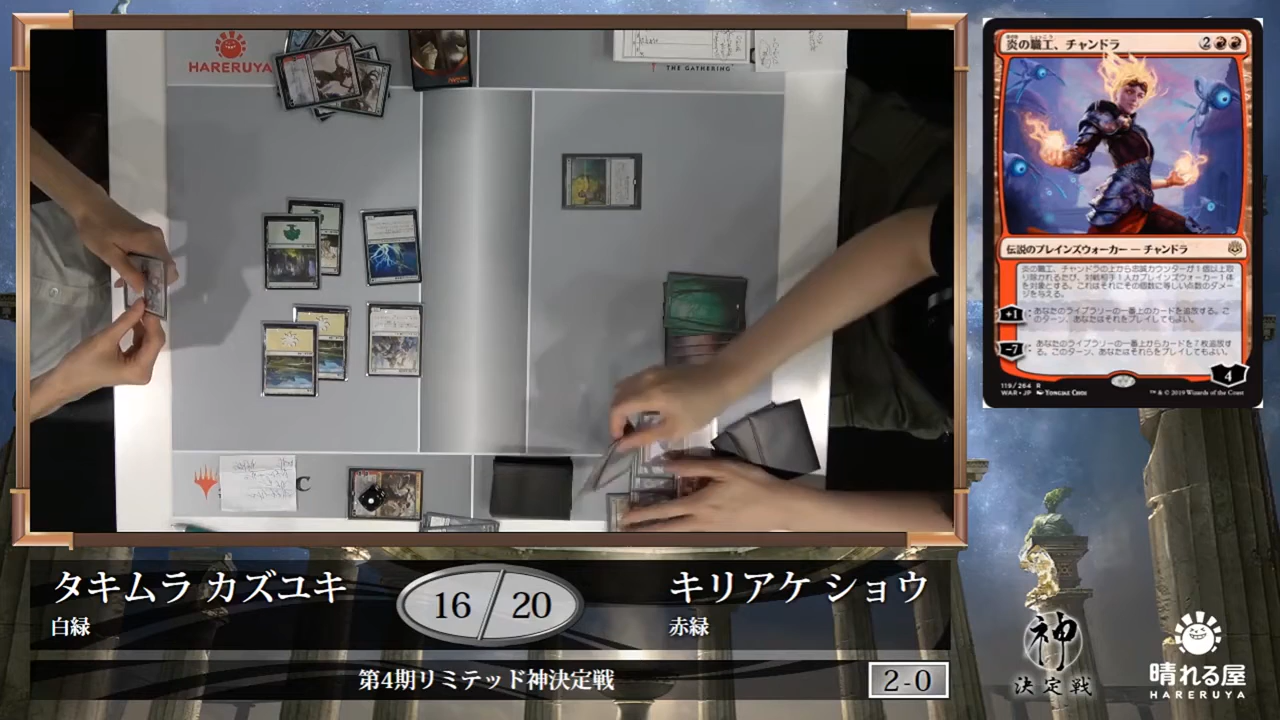 HARERUYA
THE GATHERING
炎の職工、チャンドラ
伝説のプレインズウォーカー ― チャンドラ
炎の職工、チャンドラの上から忠誠カウンターが1個以上取
り除かれるたび、対戦相手1人かプレインズウォーカー1体
を対象とする。これはそれにその個数に等しい点数のダメー
ジを与える。
+1: あなたのライブラリーの一番上のカードを追放する。こ
のターン、あなたはそれをプレイしてもよい。
-7: あなたのライブラリーの一番上からカードを7枚追放す
る。このターン、あなたはそれらをプレイしてもよい。
4
119/264 R
WAR・JP YONGJAE CHOI
™ & © 2019 Wizards of the Coast
タキムラ カズユキ
白緑
16 / 20
キリアケ ショウ
赤緑
第4期リミテッド神決定戦
2-0
神
決定戦
晴れる屋
HARERUYA